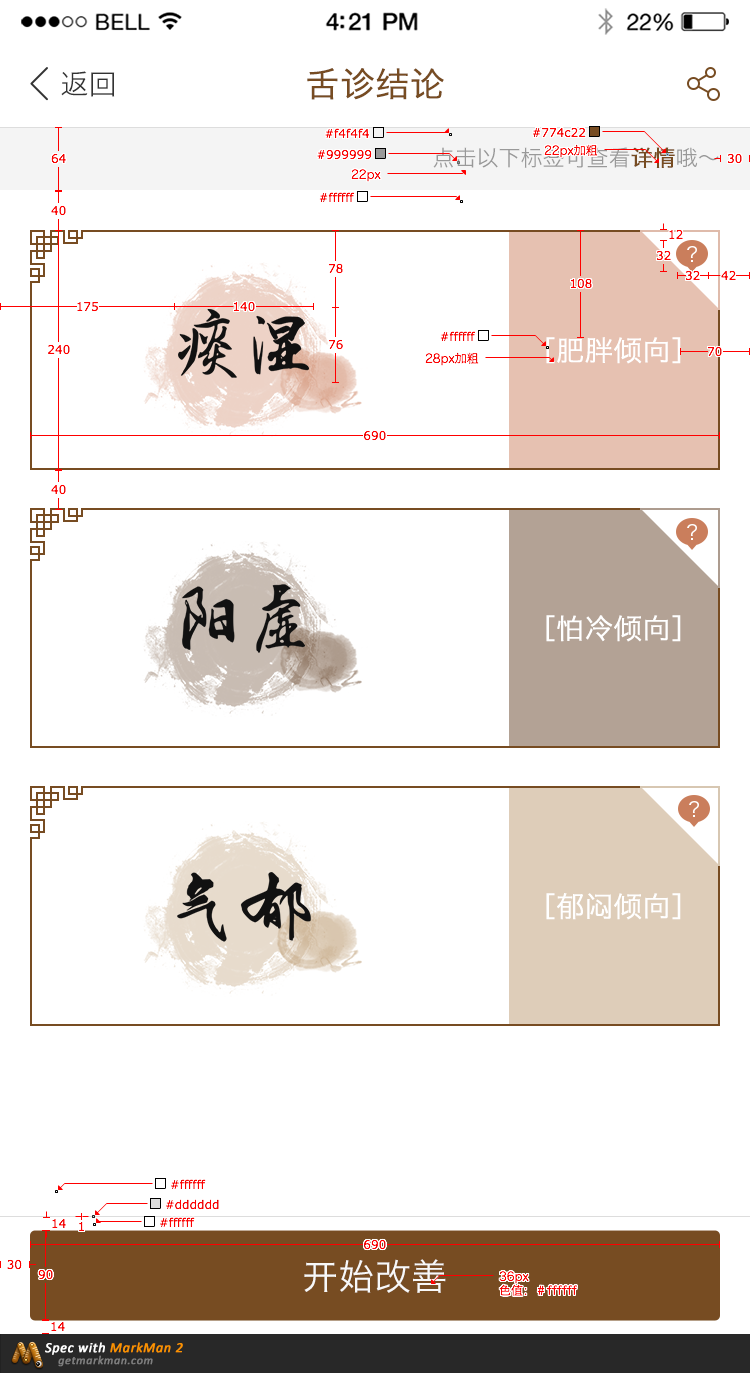 BELL 4:21 PM 22%
返回 舌诊结论
#f4f4f4 #774c22
64 #999999 点击以下标签可查看详情哦～ 22px加粗 30
22px
#ffffff
40
12
32 ?
78 32 42
108
175 140
#ffffff
76
240 痰湿 28px加粗 [肥胖倾向] 70
690
40
?
阳虚 [怕冷倾向]
?
气郁 [郁闷倾向]
#ffffff
#dddddd
14 1 #ffffff
690
30 90 开始改善 36px
色值: #ffffff
14
Spec with MarkMan 2
getmarkman.com